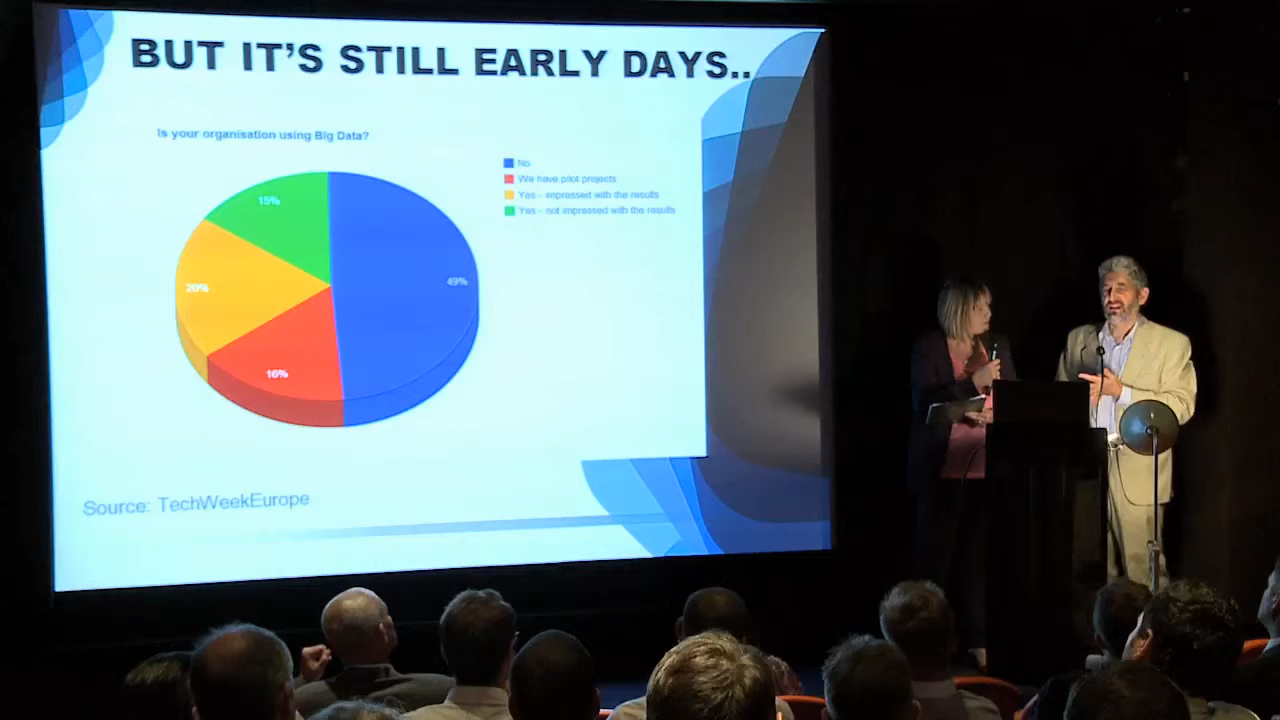 BUT IT'S STILL EARLY DAYS..
Is your organisation using Big Data?
No
We have pilot projects
Yes - impressed with the results
Yes - not impressed with the results
15%
49%
20%
16%
Source: TechWeekEurope